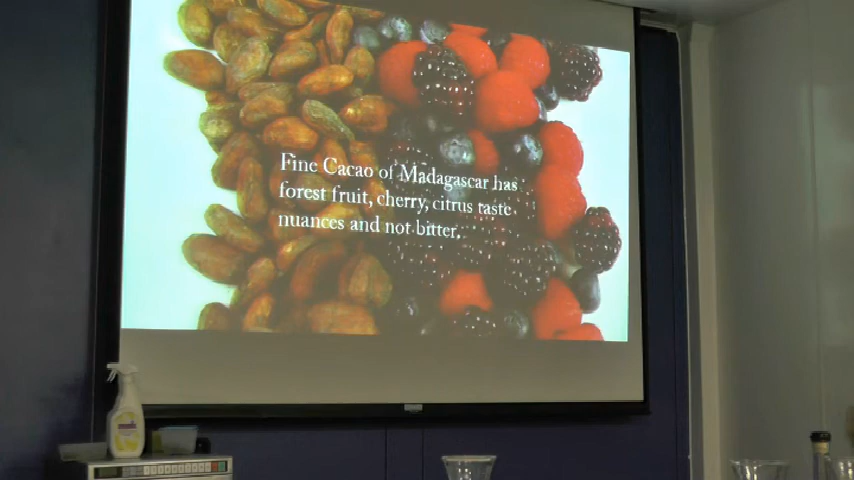 Fine Cacao of Madagascar has
forest fruit, cherry, citrus taste
nuances and not bitter.